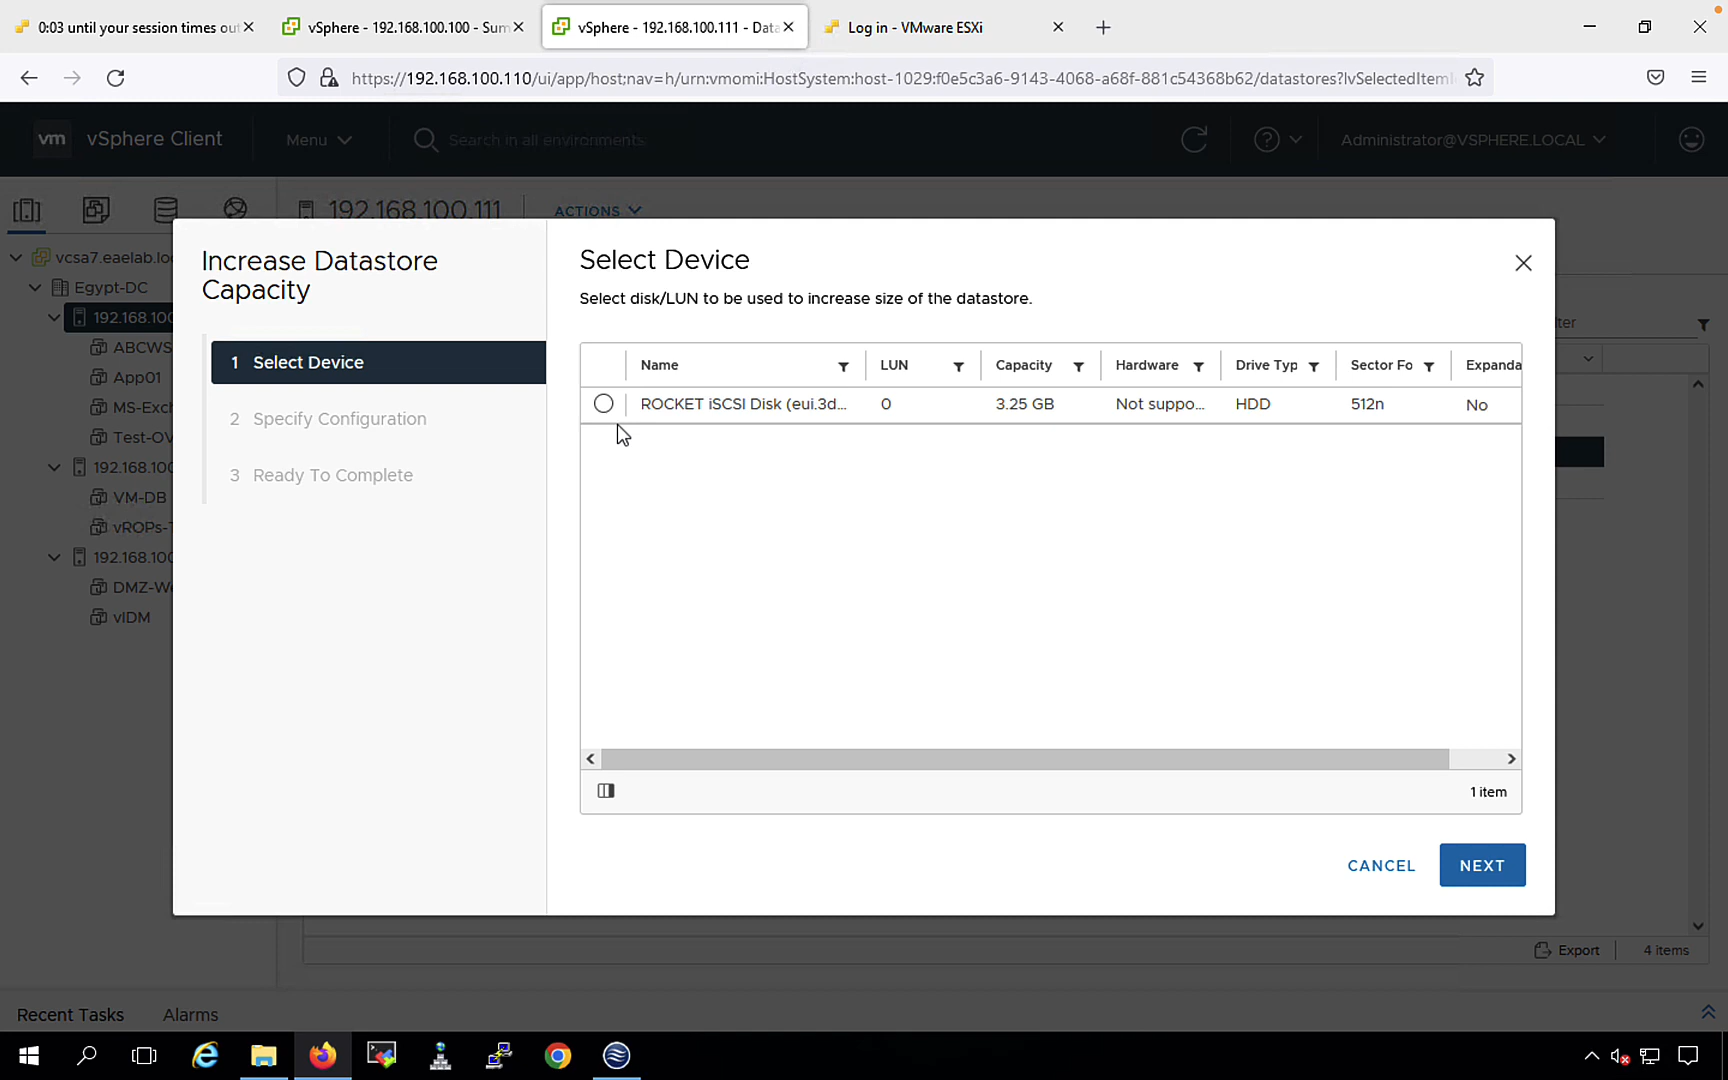 0:03 until your session times out
vSphere - 192.168.100.100 - Sum
vSphere - 192.168.100.111 - Data
Log in - VMware ESXi
https://192.168.100.110/ui/app/host;nav=h/urn:vmomi:HostSystem:host-1029:f0e5c3a6-9143-4068-a68f-881c54368b62/datastores?lvSelectedItem
vm vSphere Client Menu Search in all environments Administrator@VSPHERE.LOCAL
192.168.100.111 ACTIONS
vcsa7.eaelab.lo
Egypt-DC
192.168.100
ABCWS
App01
MS-Exch
Test-OV
192.168.100
VM-DB
vROPs-T
192.168.100
DMZ-We
vIDM
Increase Datastore
Capacity
1 Select Device
2 Specify Configuration
3 Ready To Complete
Select Device
Select disk/LUN to be used to increase size of the datastore.
Name LUN Capacity Hardware Drive Typ Sector Fo Expanda
ROCKET iSCSI Disk (eui.3d... 0 3.25 GB Not suppo... HDD 512n No
1 item
CANCEL NEXT
Export 4 items
Recent Tasks Alarms